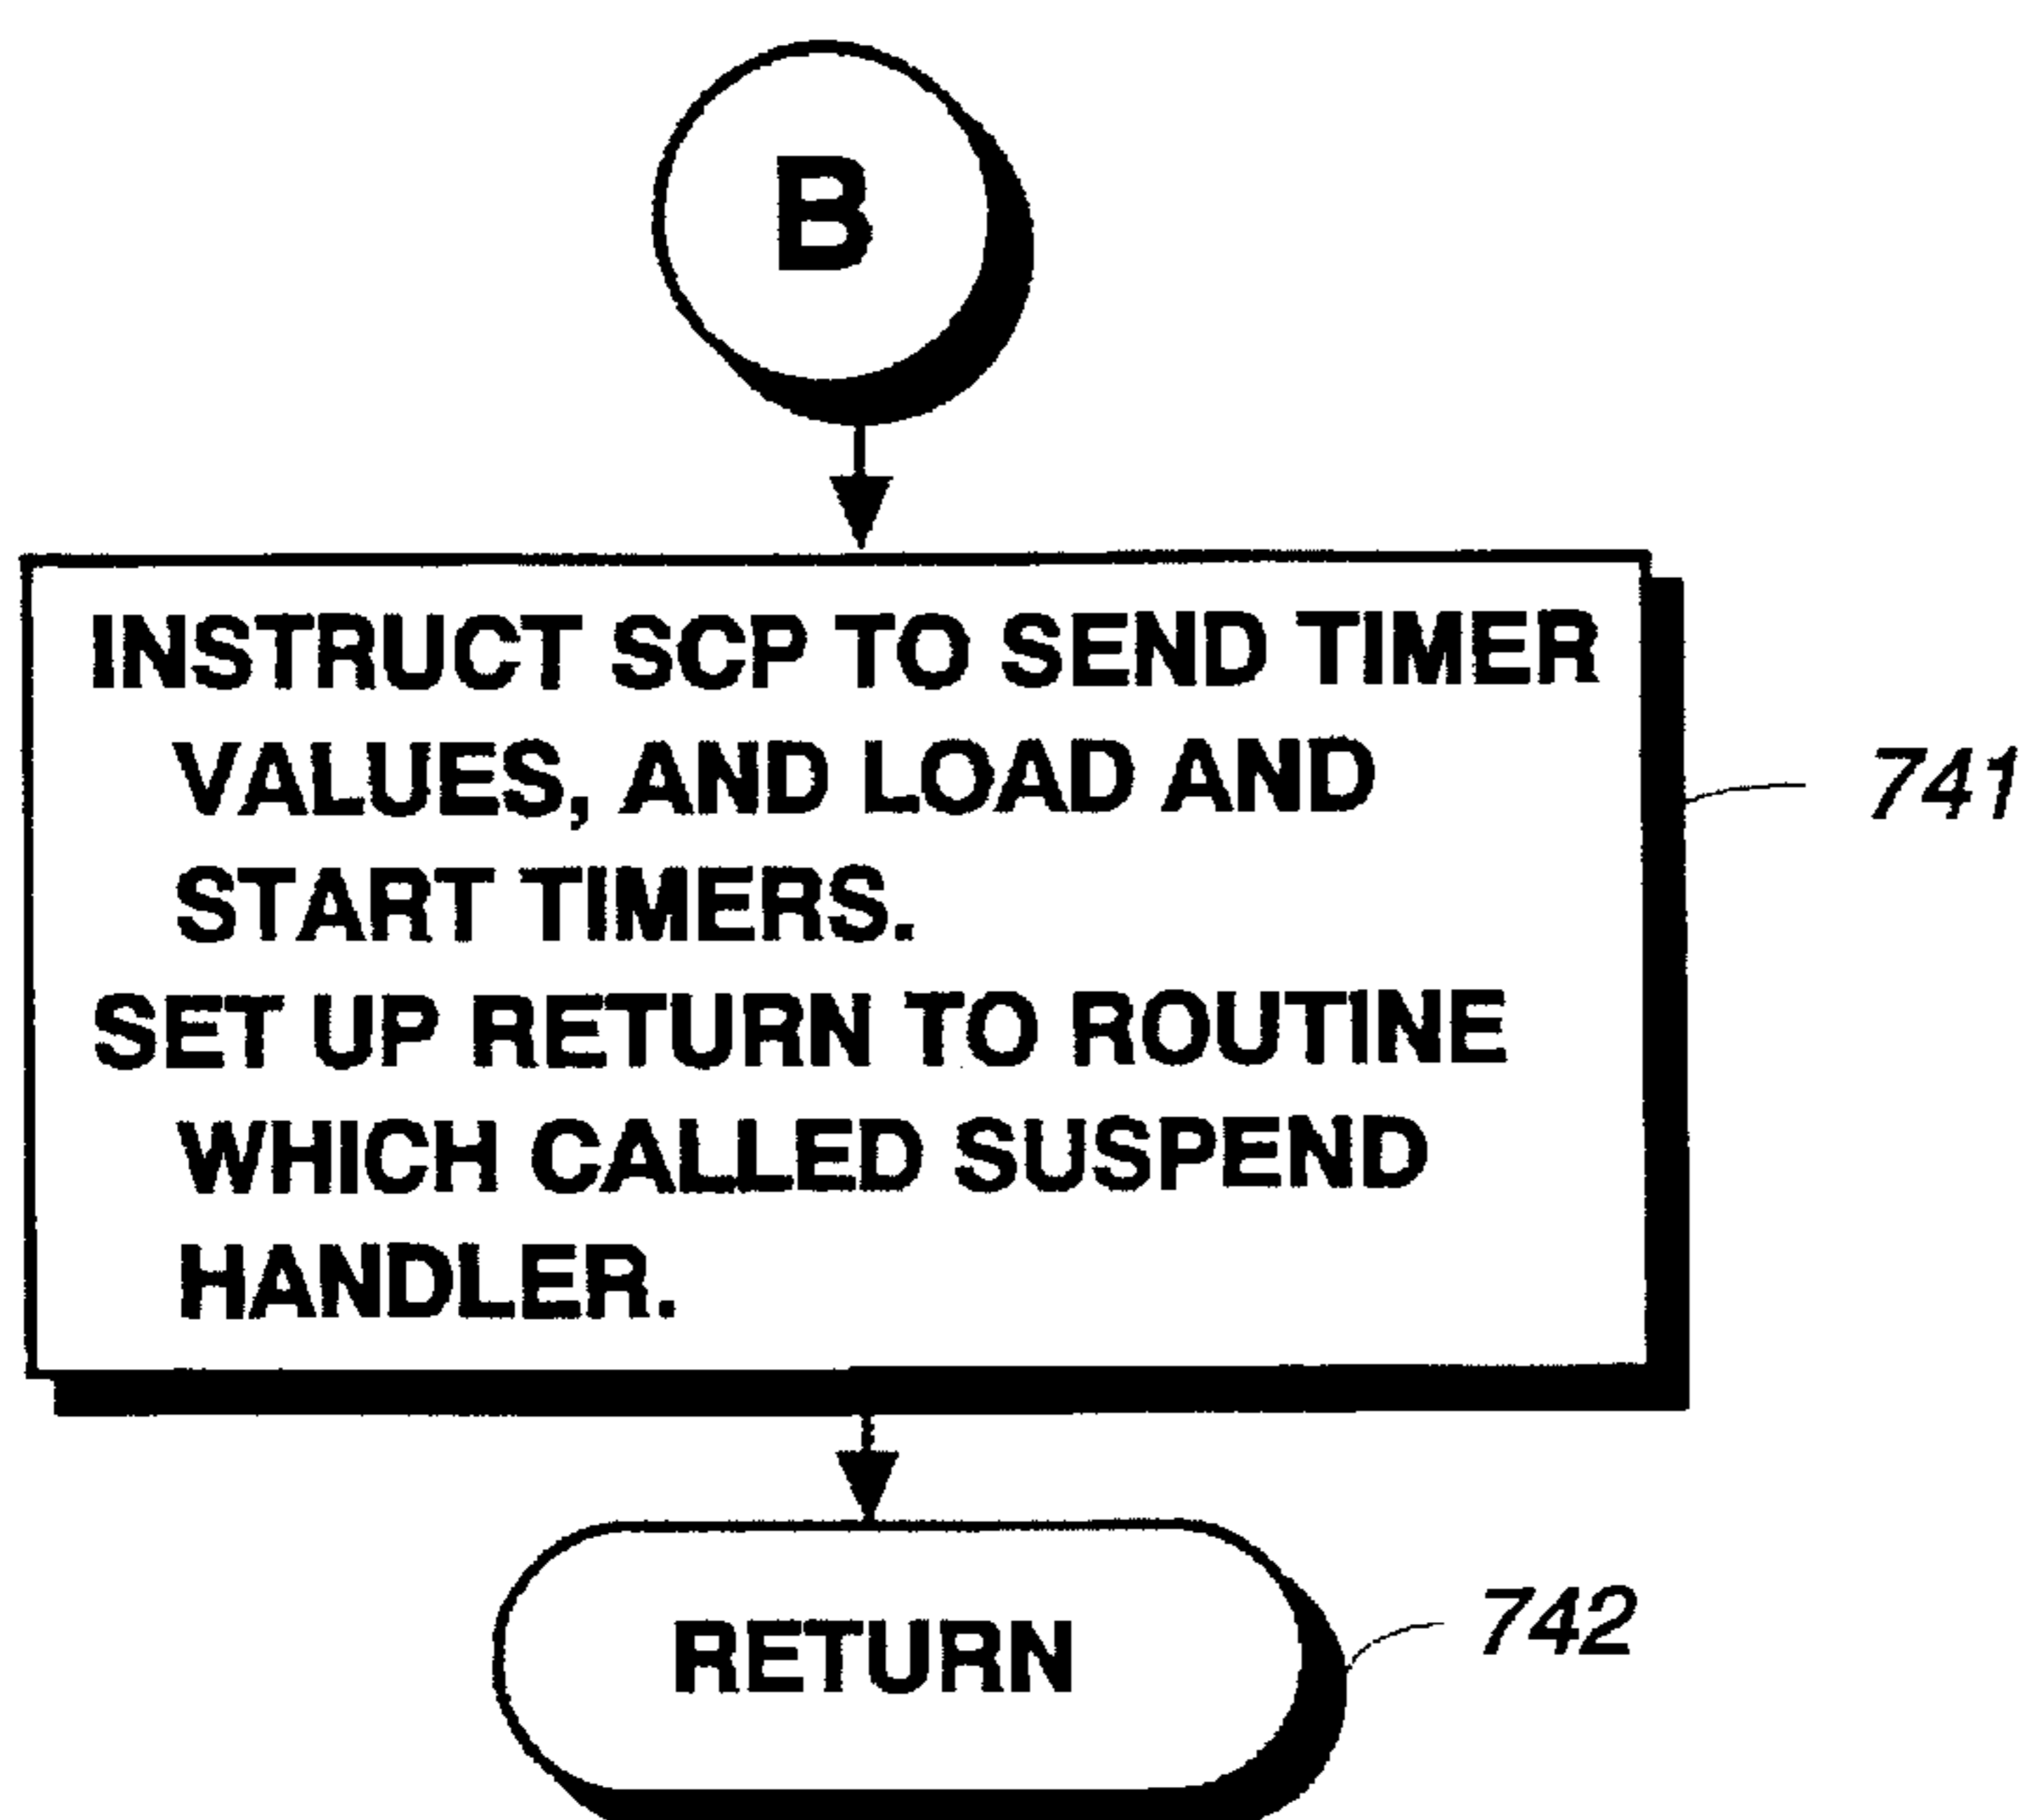 B
INSTRUCT SCP TO SEND TIMER
VALUES, AND LOAD AND
START TIMERS.
SET UP RETURN TO ROUTINE
WHICH CALLED SUSPEND
HANDLER.
741
RETURN
742